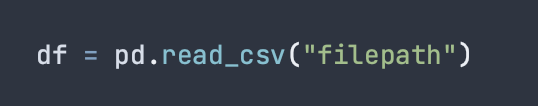 df = pd.read_csv("filepath")